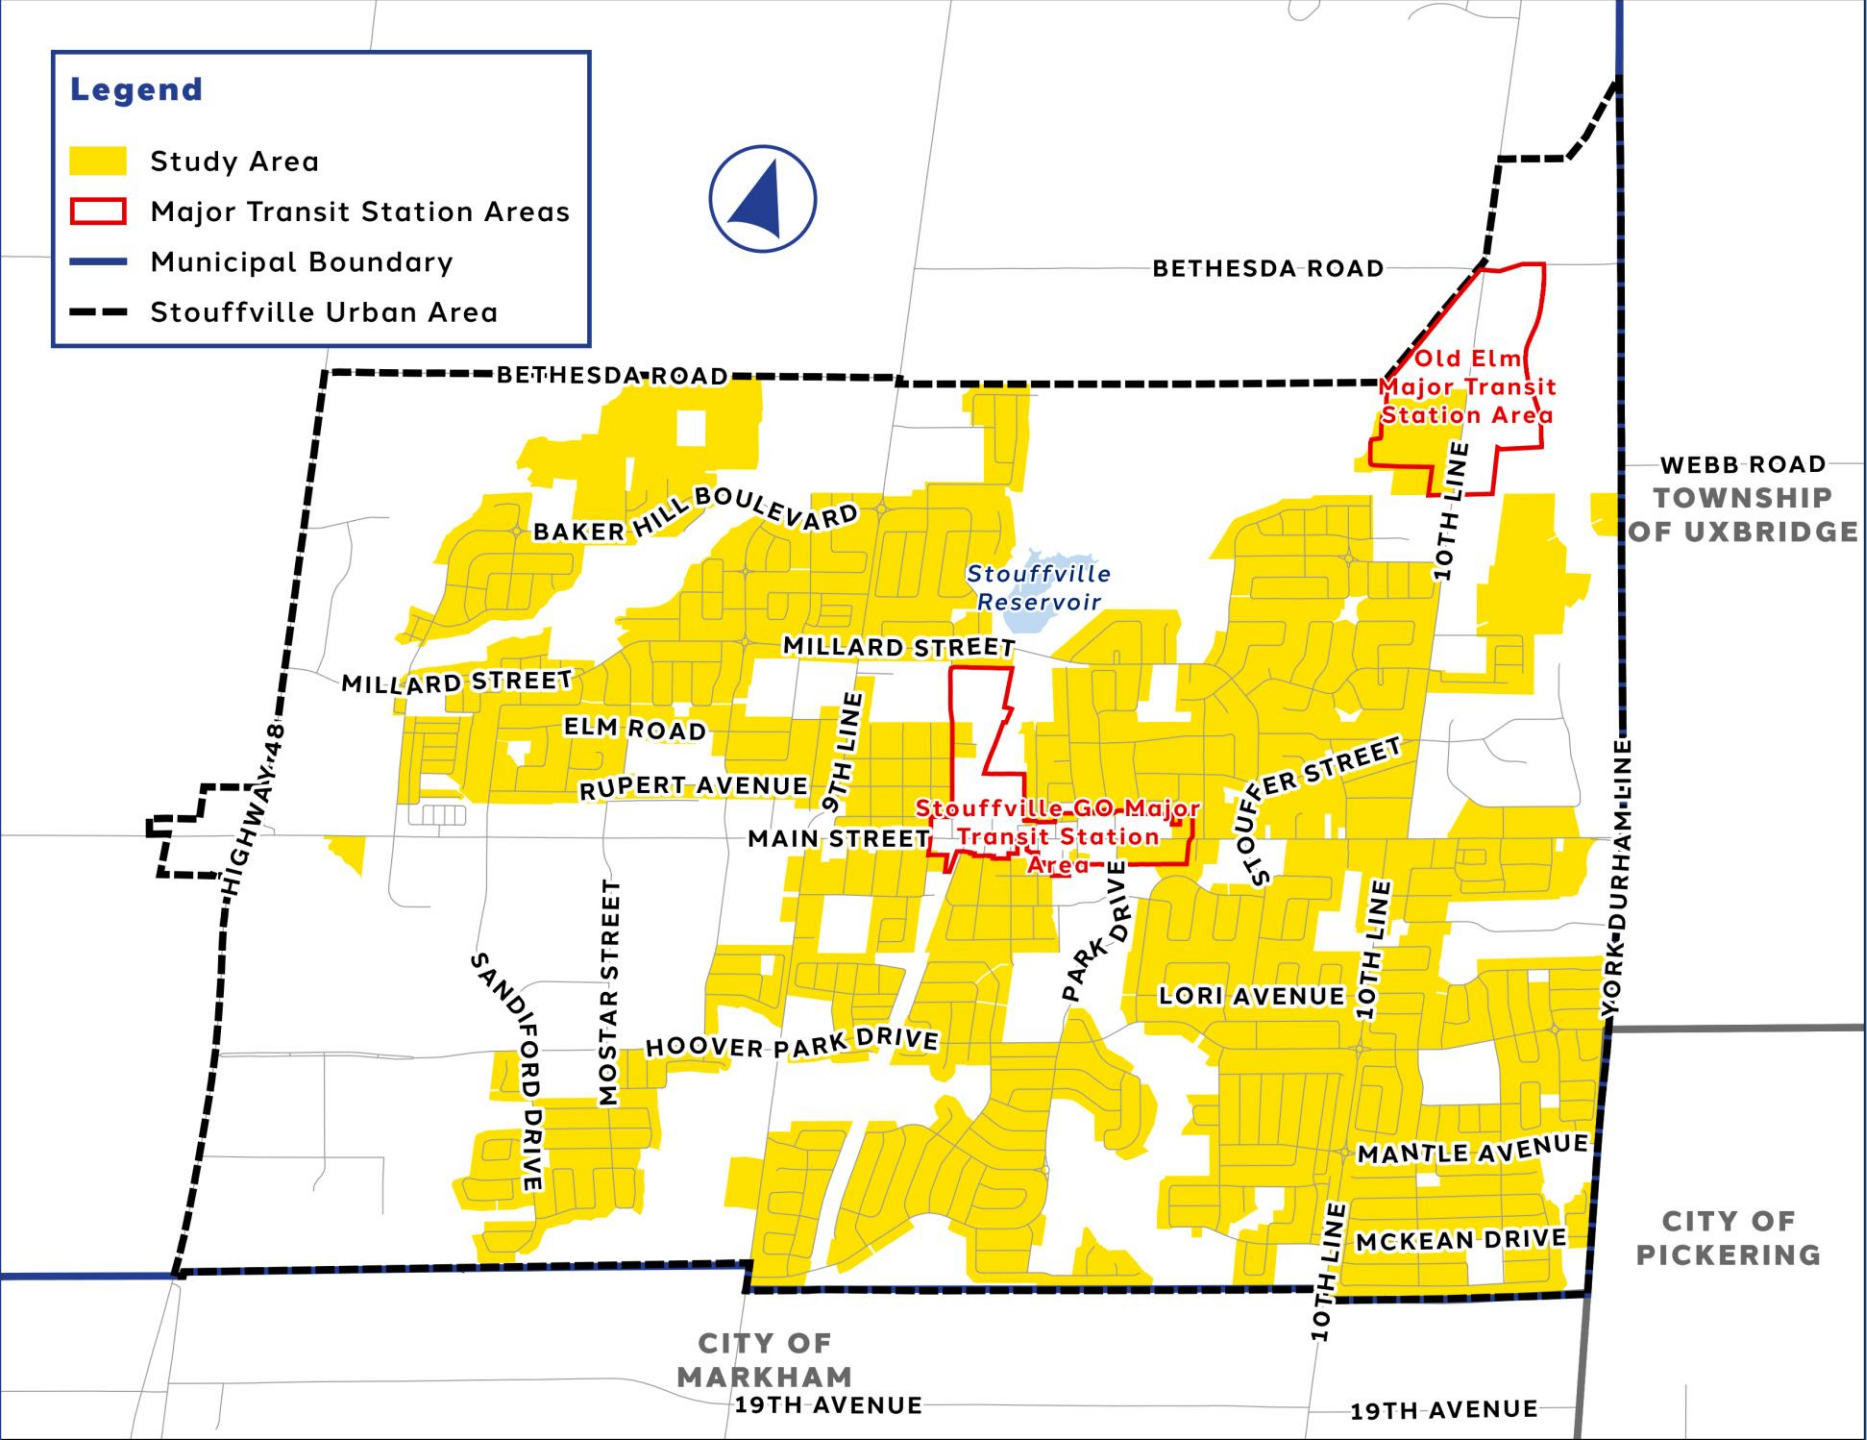 Legend
Study Area
Major Transit Station Areas
Municipal Boundary
Stouffville Urban Area
BETHESDA ROAD
BETHESDA ROAD
Old Elm
Major Transit
Station Area
10TH LINE
WEBB ROAD
TOWNSHIP
OF UXBRIDGE
BAKER HILL BOULEVARD
Stouffville
Reservoir
MILLARD STREET
MILLARD STREET
ELM ROAD
9TH LINE
RUPERT AVENUE
HIGHWAY 48
STOUFFER STREET
YORK-DURHAM LINE
Stouffville GO Major
Transit Station
Area
MAIN STREET
MOSTAR STREET
PARK DRIVE
10TH LINE
SANDIFORD DRIVE
LORI AVENUE
HOOVER PARK DRIVE
MANTLE AVENUE
10TH LINE
MCKEAN DRIVE
CITY OF
PICKERING
CITY OF
MARKHAM
19TH AVENUE
19TH AVENUE